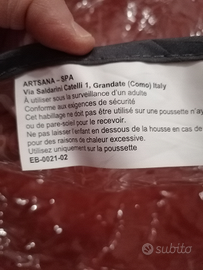 ARTSANA - SPA
Via Saldarini Catelli 1, Grandate (Como) Italy
A utiliser sous la surveillance d'un adulte
Conforme aux exigences de sécurité
Cet habillage ne doit pas être utilisé sur une poussette n'ay
ou de pare-soleil pour le recevoir.
Ne pas laisser l'enfant en dessous de la housse en cas de
pour des raisons de chaleur excessive.
Utilisez uniquement sur la poussette
EB-0021-02
subito